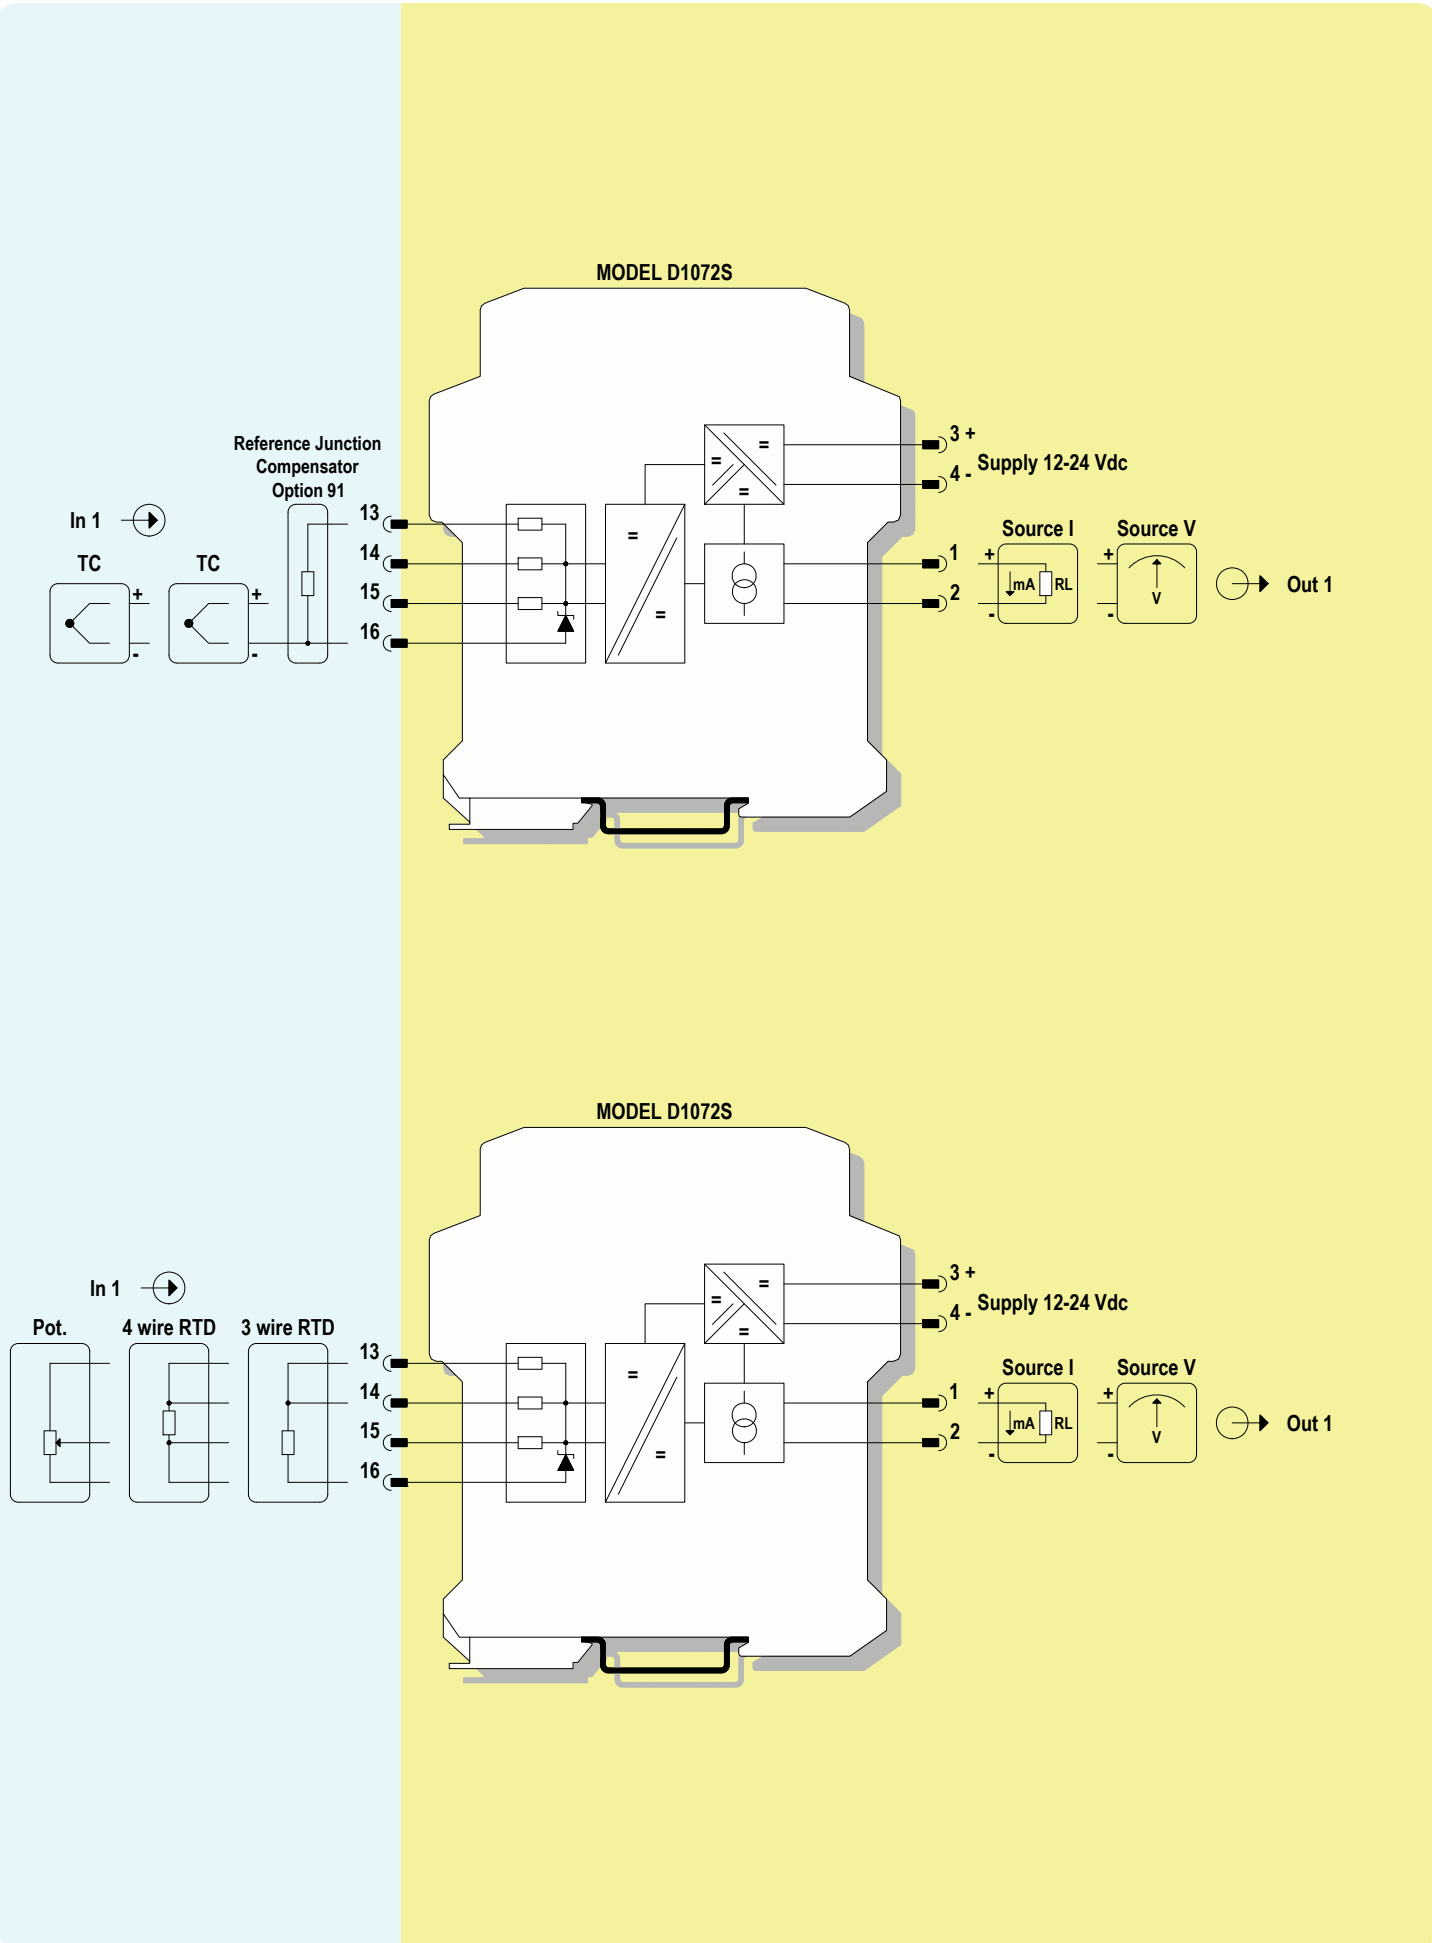 MODEL D1072S
Reference Junction
Compensator
Option 91
In 1
TC
+
-
TC
+
-
13
14
15
16
=
=
=
=
=
3 +
4 -
Supply 12-24 Vdc
1
2
Source I
+
-
mA
RL
Source V
+
-
V
Out 1
MODEL D1072S
In 1
Pot.
4 wire RTD
3 wire RTD
13
14
15
16
=
=
=
=
=
3 +
4 -
Supply 12-24 Vdc
1
2
Source I
+
-
mA
RL
Source V
+
-
V
Out 1